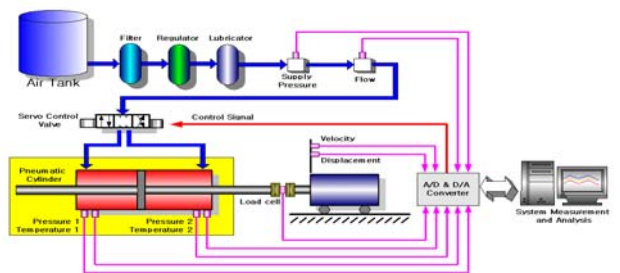 Filter
Regulator
Lubricator
Air Tank
Supply
Pressure
Flow
Servo Control
Valve
Control Signal
Velocity
Displacement
Pneumatic
Cylinder
Load cell
A/D & D/A
Converter
Pressure 1
Temperature 1
Pressure 2
Temperature 2
System Measurement
and Analysis